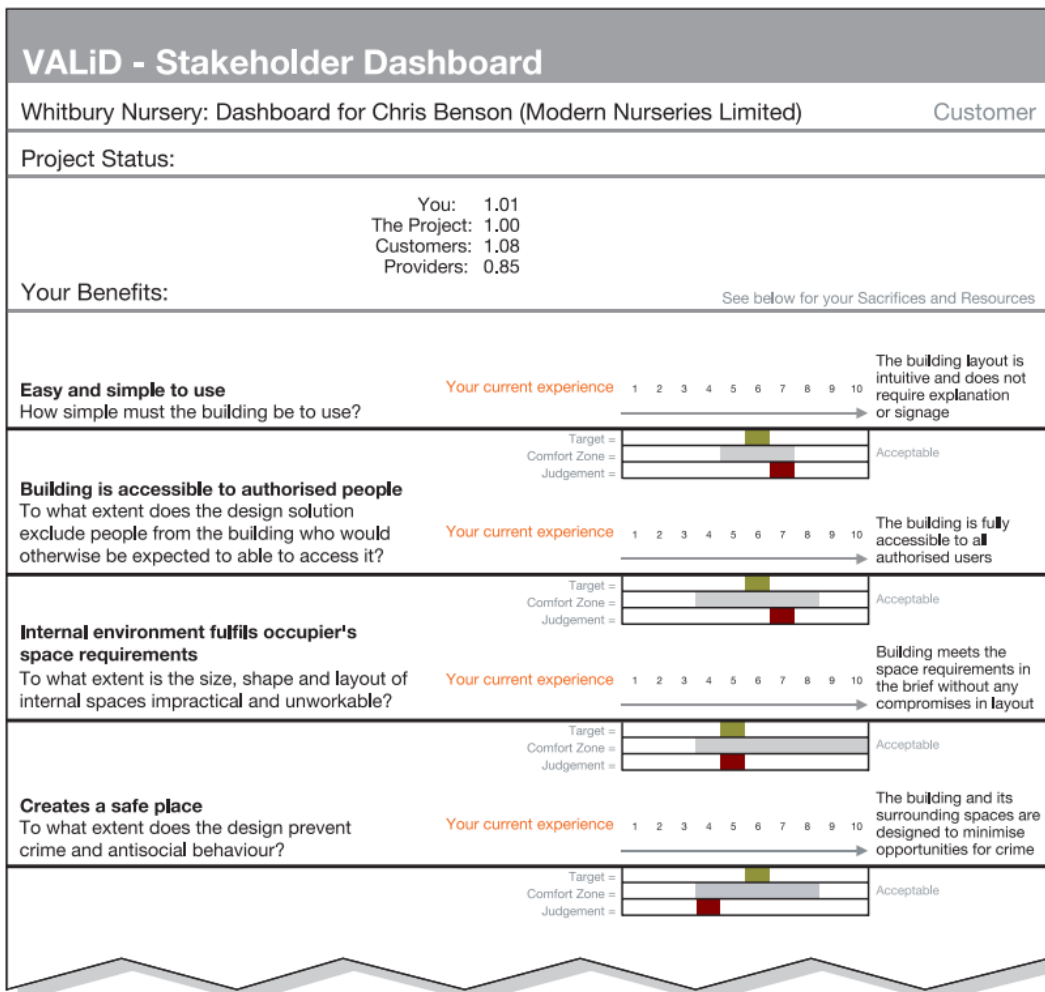 VALiD - Stakeholder Dashboard
Whitbury Nursery: Dashboard for Chris Benson (Modern Nurseries Limited) Customer
Project Status:
You: 1.01
The Project: 1.00
Customers: 1.08
Providers: 0.85
Your Benefits:
See below for your Sacrifices and Resources
Easy and simple to use
How simple must the building be to use?
Your current experience 1 2 3 4 5 6 7 8 9 10
The building layout is
intuitive and does not
require explanation
or signage
Target =
Comfort Zone =
Judgement =
Acceptable
Building is accessible to authorised people
To what extent does the design solution
exclude people from the building who would
otherwise be expected to able to access it?
Your current experience 1 2 3 4 5 6 7 8 9 10
The building is fully
accessible to all
authorised users
Target =
Comfort Zone =
Judgement =
Acceptable
Internal environment fulfils occupier's
space requirements
To what extent is the size, shape and layout of
internal spaces impractical and unworkable?
Your current experience 1 2 3 4 5 6 7 8 9 10
Building meets the
space requirements in
the brief without any
compromises in layout
Target =
Comfort Zone =
Judgement =
Acceptable
Creates a safe place
To what extent does the design prevent
crime and antisocial behaviour?
Your current experience 1 2 3 4 5 6 7 8 9 10
The building and its
surrounding spaces are
designed to minimise
opportunities for crime
Target =
Comfort Zone =
Judgement =
Acceptable